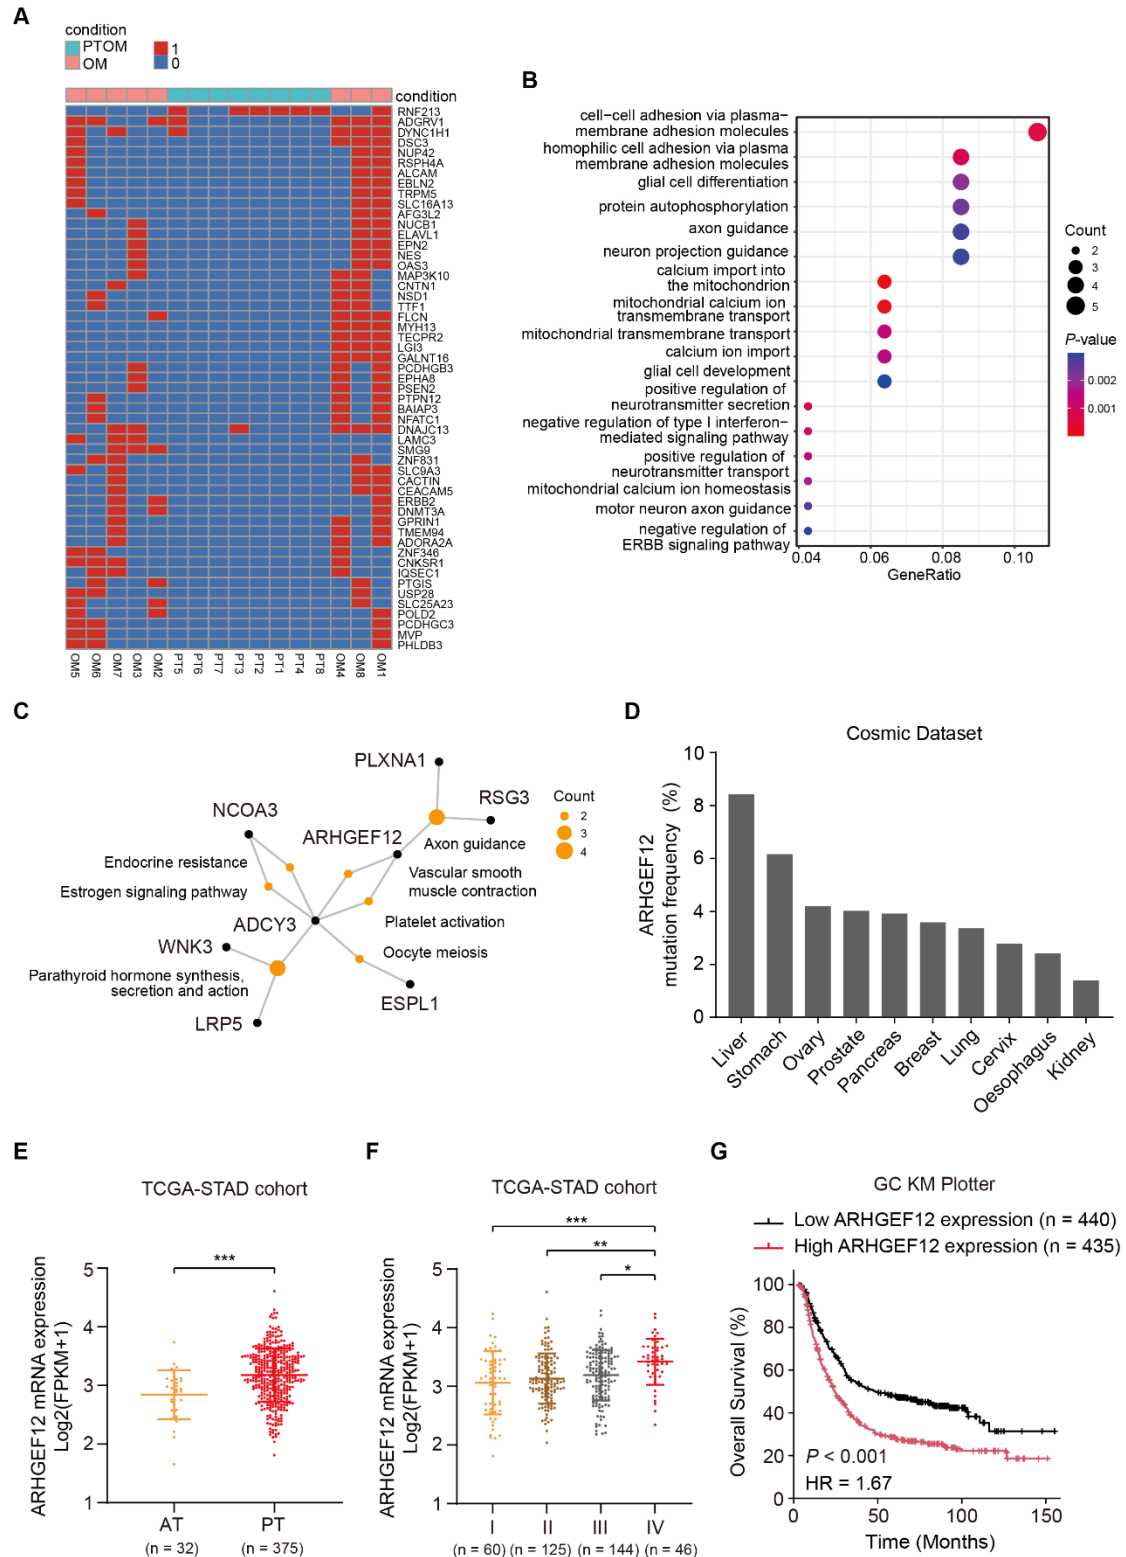 A
condition
PTOM
OM
1
0
condition
RNF213
ADGRV1
DYNC1H1
DSC3
NUP42
RSPH4A
ALCAM
EBLN2
TRPM5
SLC16A13
AFG3L2
NUCB1
ELAVL1
EPN2
NES
OAS3
MAP3K10
CNTN1
NSD1
TTF1
FLCN
MYH13
TECPR2
LGI3
GALNT16
PCDHGB3
EPHA8
PSEN2
PTPN12
BAIAP3
NFATC1
DNAJC13
LAMC3
SMG9
ZNF831
SLC9A3
CACTIN
CEACAM5
ERBB2
DNMT3A
GPRIN1
TMEM94
ADORA2A
ZNF346
CNKSR1
IQSEC1
PTGIS
USP28
SLC25A23
POLD2
PCDHGC3
MVP
PHLDB3
OM5 OM6 OM7 OM3 OM2 PT5 PT6 PT7 PT3 PT2 PT1 PT4 PT8 OM4 OM8 OM1
B
cell−cell adhesion via plasma−
membrane adhesion molecules
homophilic cell adhesion via plasma
membrane adhesion molecules
glial cell differentiation
protein autophosphorylation
axon guidance
neuron projection guidance
calcium import into
the mitochondrion
mitochondrial calcium ion
transmembrane transport
mitochondrial transmembrane transport
calcium ion import
glial cell development
positive regulation of
neurotransmitter secretion
negative regulation of type I interferon−
mediated signaling pathway
positive regulation of
neurotransmitter transport
mitochondrial calcium ion homeostasis
motor neuron axon guidance
negative regulation of
ERBB signaling pathway
0.04 0.06 0.08 0.10
GeneRatio
Count
2
3
4
5
P-value
0.002
0.001
C
PLXNA1
RSG3
NCOA3
ARHGEF12
Axon guidance
Endocrine resistance
Vascular smooth
muscle contraction
Estrogen signaling pathway
ADCY3
Platelet activation
WNK3
Oocyte meiosis
Parathyroid hormone synthesis,
secretion and action
ESPL1
LRP5
Count
2
3
4
D
Cosmic Dataset
ARHGEF12
mutation frequency (%)
10
8
6
4
2
0
Liver
Stomach
Ovary
Prostate
Pancreas
Breast
Lung
Cervix
Oesophagus
Kidney
E
TCGA-STAD cohort
***
ARHGEF12 mRNA expression
Log2(FPKM+1)
5
4
3
2
1
AT PT
(n = 32) (n = 375)
F
TCGA-STAD cohort
***
**
*
ARHGEF12 mRNA expression
Log2(FPKM+1)
5
4
3
2
1
I II III IV
(n = 60) (n = 125) (n = 144) (n = 46)
G
GC KM Plotter
Low ARHGEF12 expression (n = 440)
High ARHGEF12 expression (n = 435)
Overall Survival (%)
100
80
60
40
20
0
P < 0.001
HR = 1.67
0 50 100 150
Time (Months)